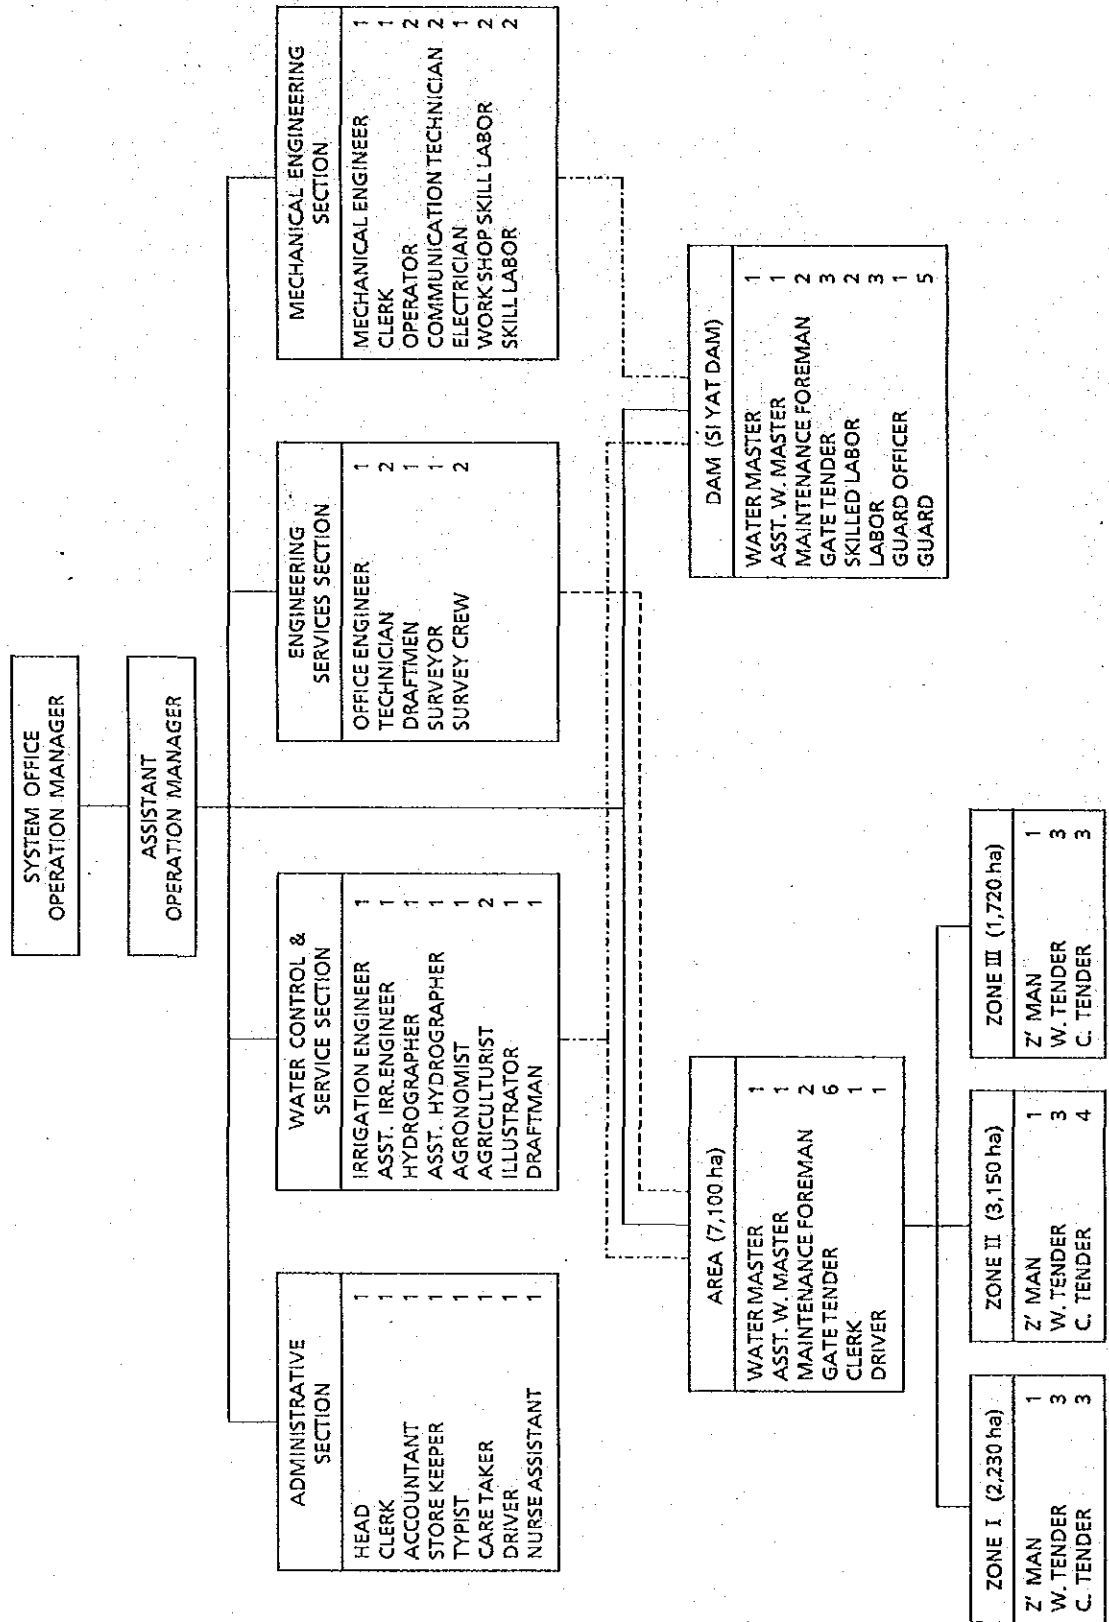 SYSTEM OFFICE
OPERATION MANAGER
ASSISTANT
OPERATION MANAGER
ADMINISTRATIVE
SECTION
HEAD 1
CLERK 1
ACCOUNTANT 1
STORE KEEPER 1
TYPIST 1
CARE TAKER 1
DRIVER 1
NURSE ASSISTANT 1
WATER CONTROL &
SERVICE SECTION
IRRIGATION ENGINEER 1
ASST. IRR. ENGINEER 1
HYDROGRAPHER 1
ASST. HYDROGRAPHER 1
AGRONOMIST 1
AGRICULTURIST 2
ILLUSTRATOR 1
DRAFTMAN 1
ENGINEERING
SERVICES SECTION
OFFICE ENGINEER 1
TECHNICIAN 2
DRAFTMEN 1
SURVEYOR 1
SURVEY CREW 2
MECHANICAL ENGINEERING
SECTION
MECHANICAL ENGINEER 1
CLERK 1
OPERATOR 2
COMMUNICATION TECHNICIAN 2
ELECTRICIAN 1
WORK SHOP SKILL LABOR 2
SKILL LABOR 2
AREA (7,100 ha)
WATER MASTER 1
ASST. W. MASTER 1
MAINTENANCE FOREMAN 2
GATE TENDER 6
CLERK 1
DRIVER 1
DAM (SI YAT DAM)
WATER MASTER 1
ASST. W. MASTER 1
MAINTENANCE FOREMAN 2
GATE TENDER 3
SKILLED LABOR 2
LABOR 3
GUARD OFFICER 1
GUARD 5
ZONE I (2,230 ha)
Z' MAN 1
W. TENDER 3
C. TENDER 3
ZONE II (3,150 ha)
Z' MAN 1
W. TENDER 3
C. TENDER 4
ZONE III (1,720 ha)
Z' MAN 1
W. TENDER 3
C. TENDER 3